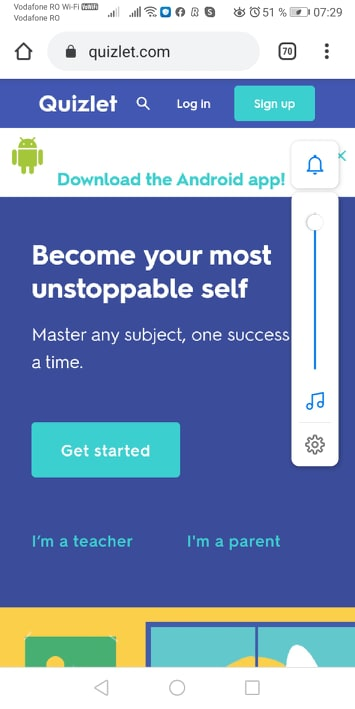 Vodafone RO Wi-Fi VoWiFi
Vodafone RO
51 % 07:29
quizlet.com
70
Quizlet
Log in
Sign up
Download the Android app!
Become your most
unstoppable self
Master any subject, one success
a time.
Get started
I'm a teacher
I'm a parent